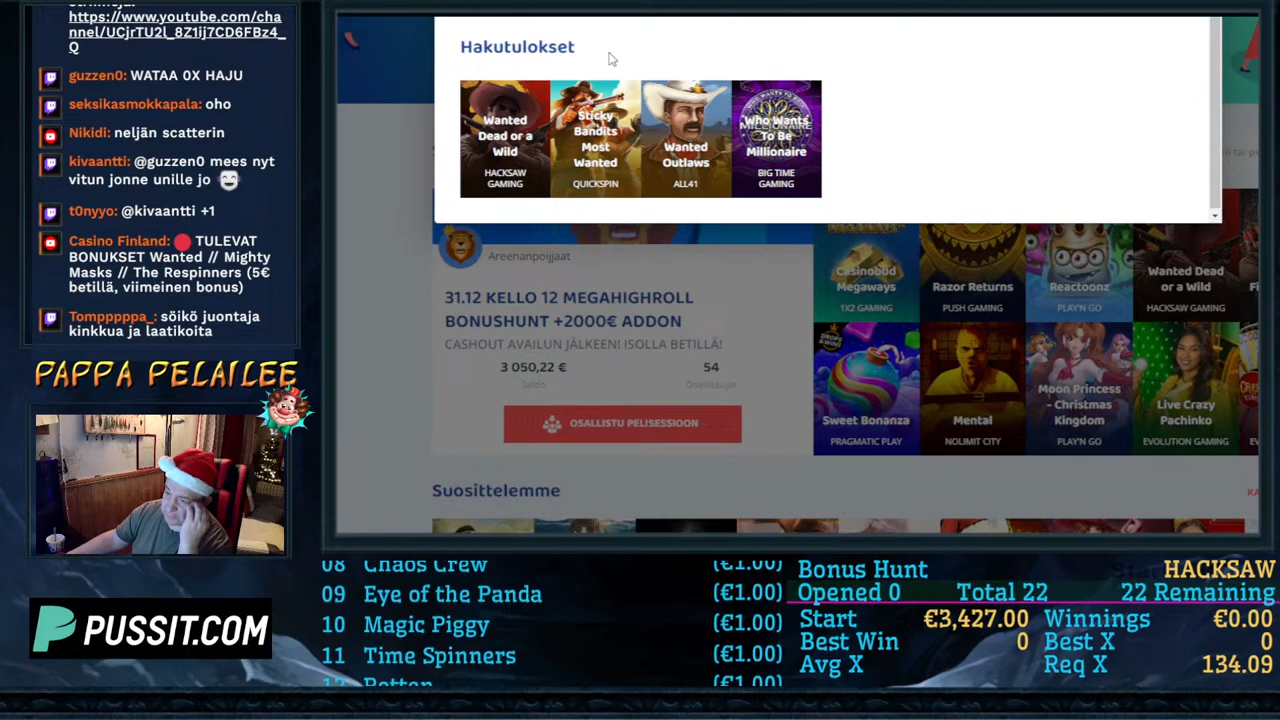 https://www.youtube.com/cha
nnel/UCjrTU2l_8Z1ij7CD6FBz4_
Q
guzzen0: WATAA 0X HAJU
seksikasmokkapala: oho
Nikidi: neljän scatterin
kivaantti: @guzzen0 mees nyt
vitun jonne unille jo
t0nyyo: @kivaantti +1
Casino Finland: 🔴 TULEVAT
BONUKSET Wanted // Mighty
Masks // The Respinners (5€
betillä, viimeinen bonus)
Tompppppa_: söikö juontaja
kinkkua ja laatikoita
PAPPA PELAILEE
PUSSIT.COM
Hakutulokset
Wanted
Dead or a
Wild
HACKSAW
GAMING
Sticky
Bandits
Most
Wanted
QUICKSPIN
Wanted
Outlaws
ALL41
Who Wants
To Be
Millionaire
BIG TIME
GAMING
Areenanpoijjaat
31.12 KELLO 12 MEGAHIGHROLL
BONUSHUNT +2000€ ADDON
CASHOUT AVAILUN JÄLKEEN! ISOLLA BETILLÄ!
3 050,22 €
54
Saldo
Osallistujat
OSALLISTU PELISESSIOON
Casinobud
Megaways
1X2 GAMING
Razor Returns
PUSH GAMING
Reactoonz
PLAY'N GO
Wanted Dead
or a Wild
HACKSAW GAMING
Sweet Bonanza
PRAGMATIC PLAY
Mental
NOLIMIT CITY
Moon Princess
- Christmas
Kingdom
PLAY'N GO
Live Crazy
Pachinko
EVOLUTION GAMING
Suosittelemme
08 Chaos Crew (€1.00)
09 Eye of the Panda (€1.00)
10 Magic Piggy (€1.00)
11 Time Spinners (€1.00)
12 Rotten (€1.00)
Bonus Hunt HACKSAW
Opened 0 Total 22 22 Remaining
Start €3,427.00 Winnings €0.00
Best Win 0 Best X 0
Avg X Req X 134.09